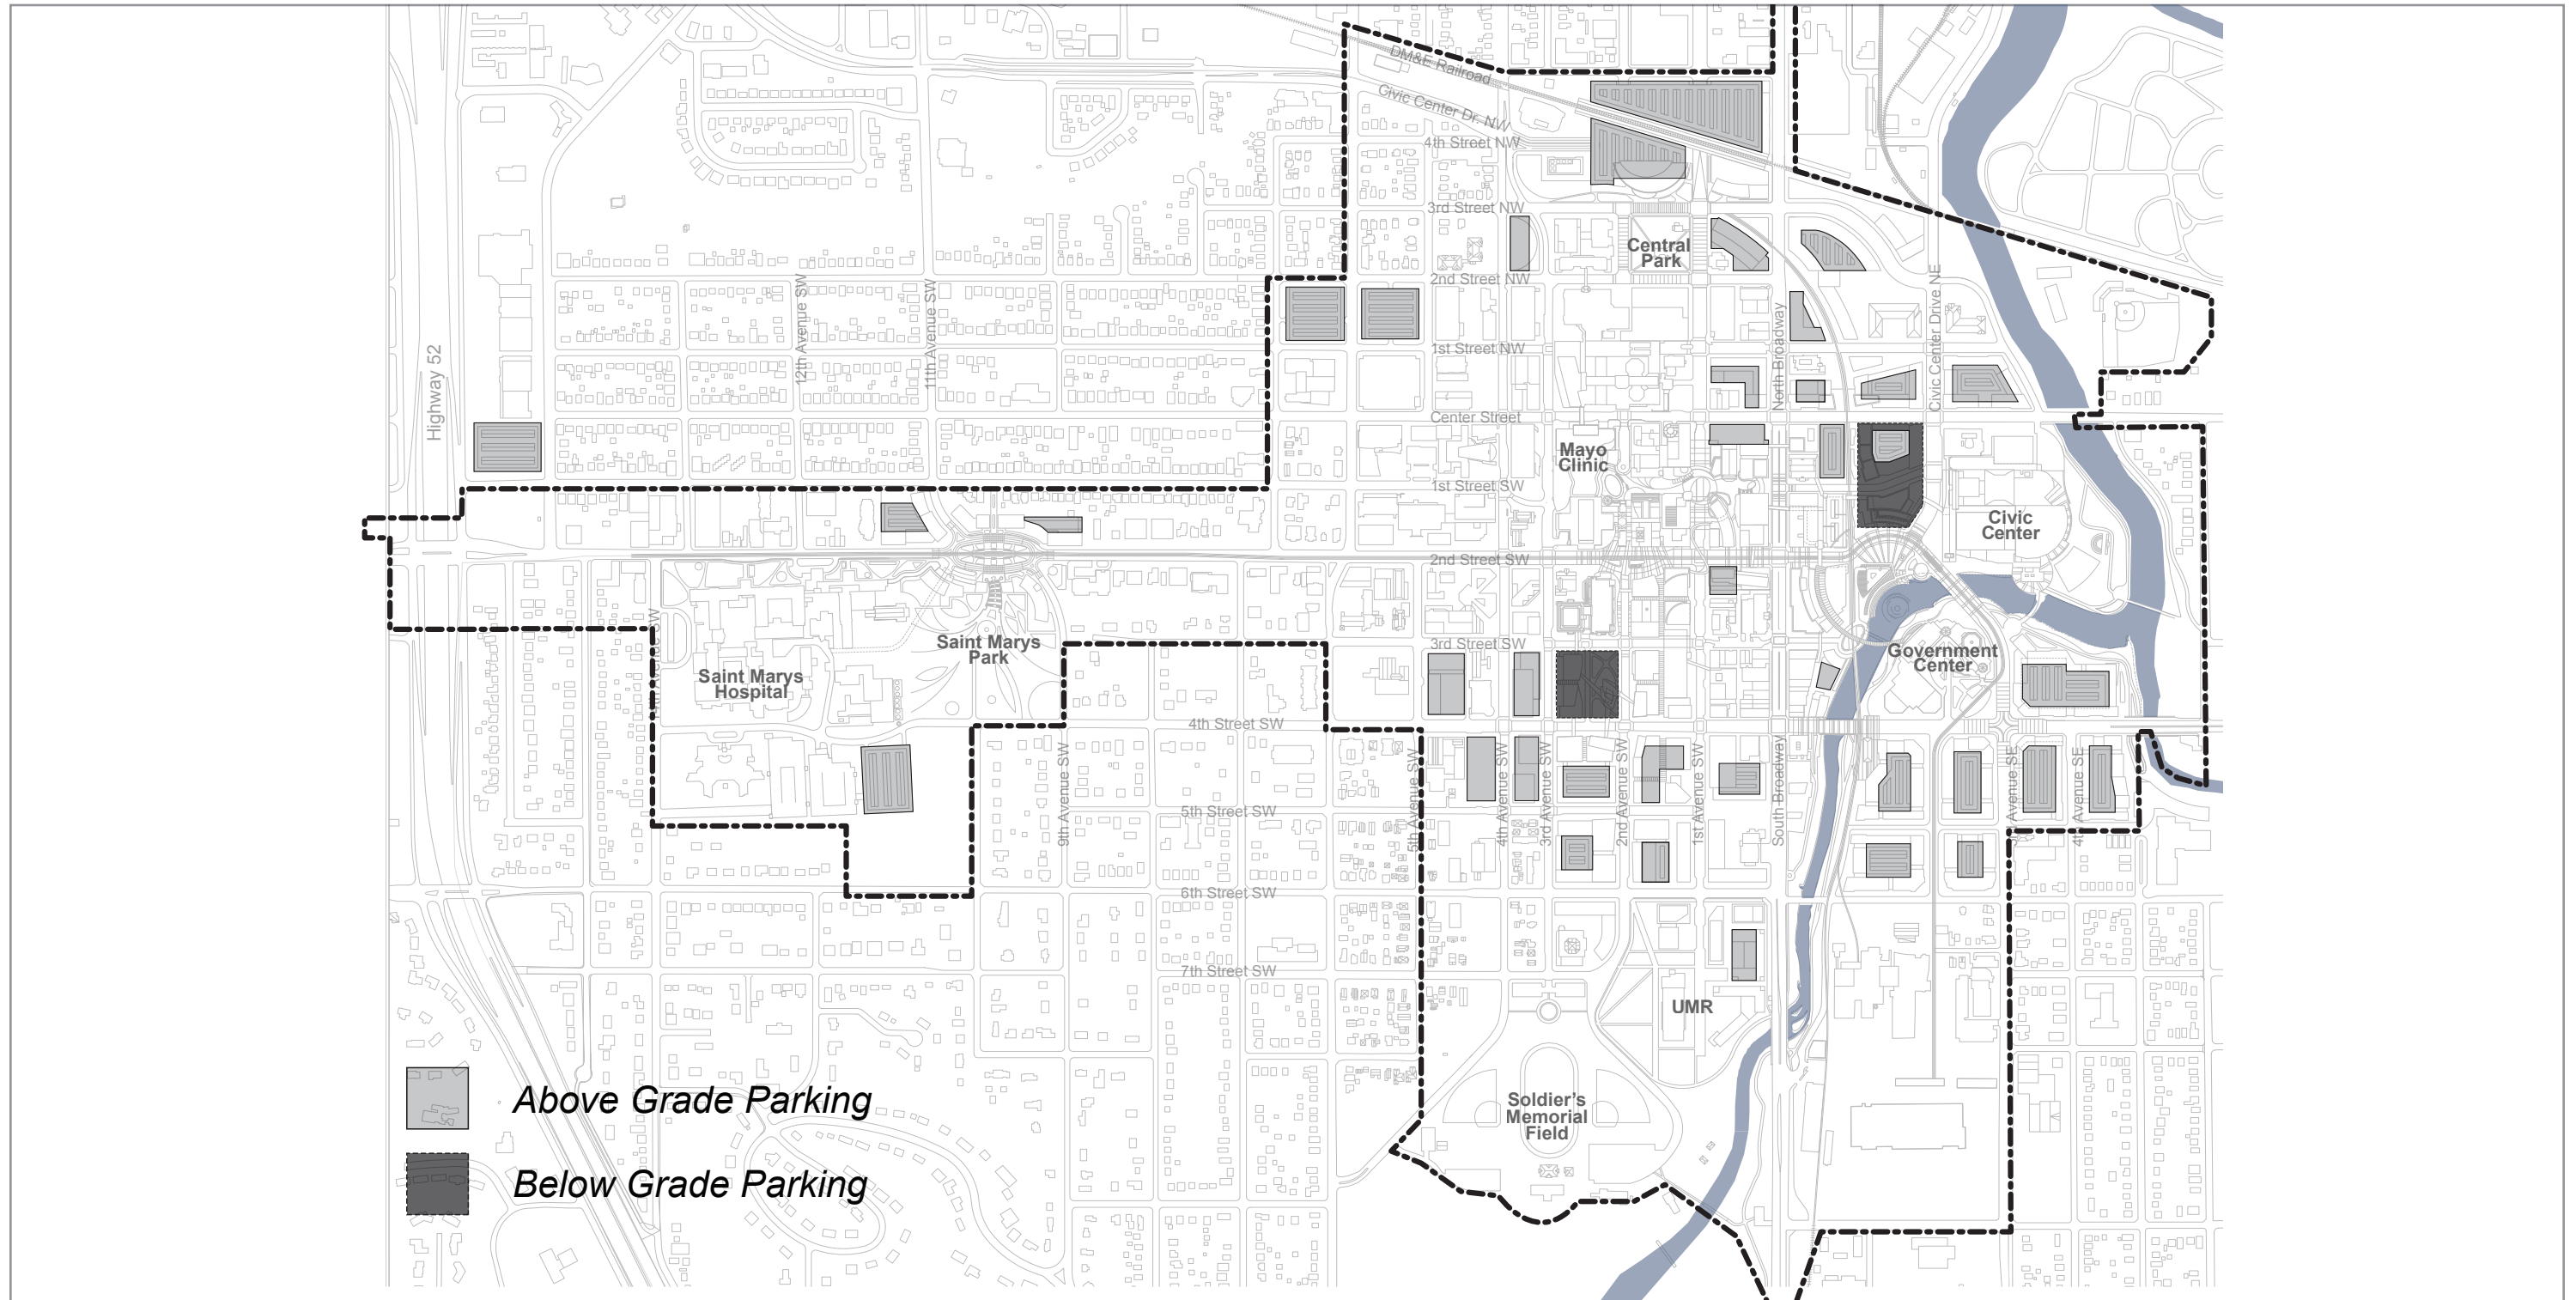 DM&E Railroad
Civic Center Dr. NW
4th Street NW
3rd Street NW
Central
Park
2nd Street NW
12th Avenue SW
11th Avenue SW
North Broadway
Civic Center Drive NE
Highway 52
1st Street NW
Center Street
Mayo
Clinic
1st Street SW
Civic
Center
2nd Street SW
Saint Marys
Park
3rd Street SW
Government
Center
Saint Marys
Hospital
4th Street SW
9th Avenue SW
5th Avenue SW
4th Avenue SW
3rd Avenue SW
2nd Avenue SW
1st Avenue SW
South Broadway
Avenue SE
4th Avenue SE
5th Street SW
6th Street SW
7th Street SW
UMR
Soldier's
Memorial
Field
Above Grade Parking
Below Grade Parking